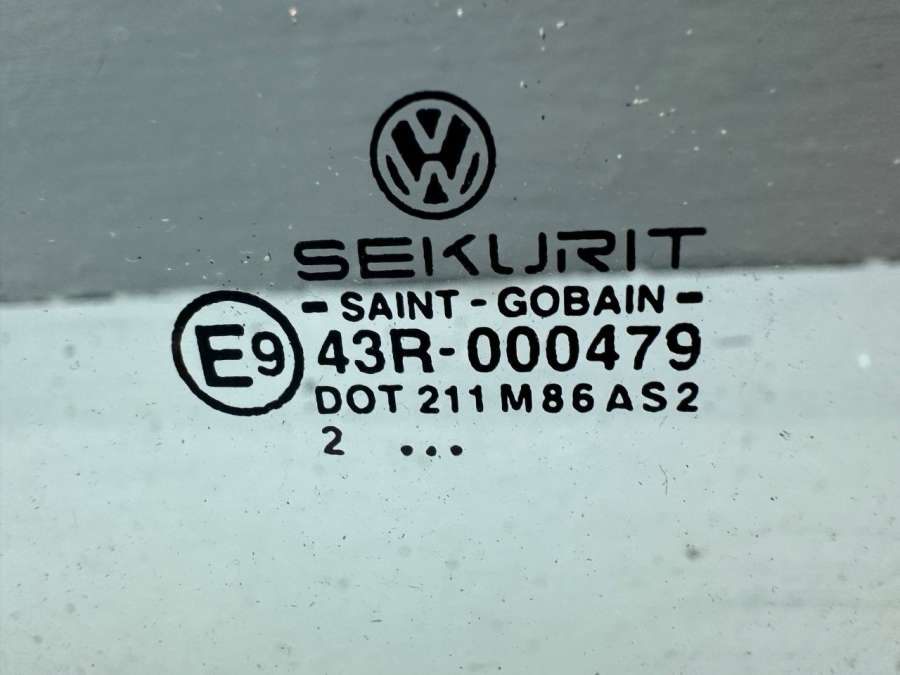 SEKURIT
- SAINT - GOBAIN -
E9 43R-000479
DOT 211 M86 AS2
2 ...